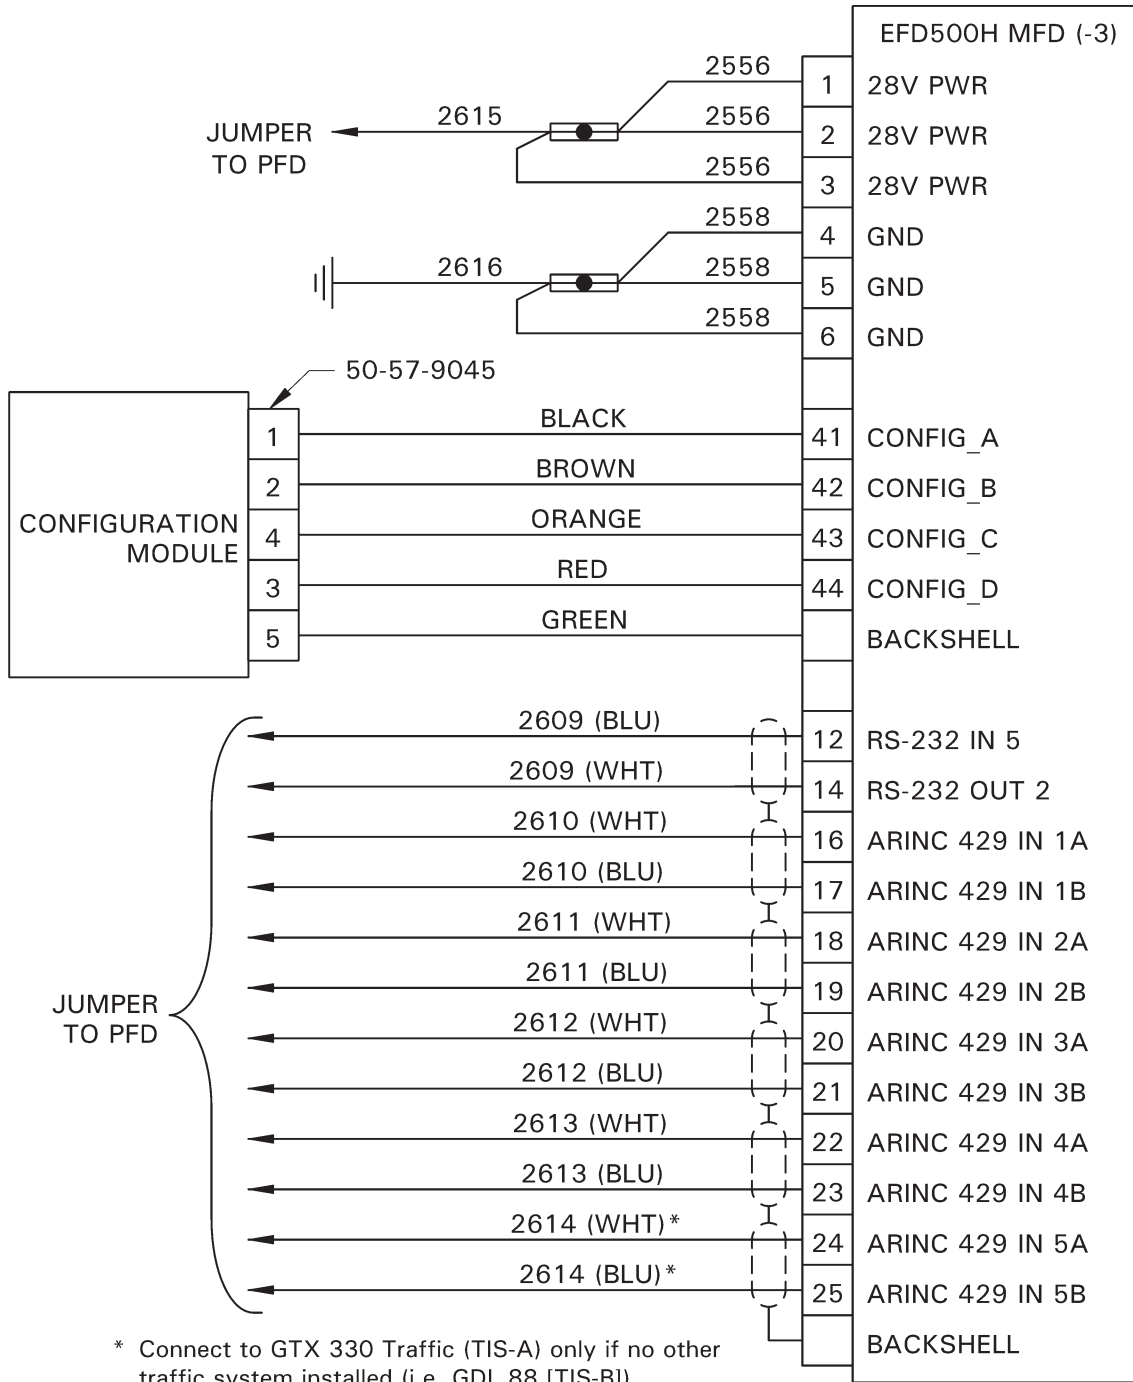 EFD500H MFD (-3)
2556
1 28V PWR
2615
2556
2 28V PWR
JUMPER
TO PFD
2556
3 28V PWR
2558
4 GND
2616
2558
5 GND
2558
6 GND
50-57-9045
CONFIGURATION
MODULE
1 BLACK 41 CONFIG_A
2 BROWN 42 CONFIG_B
4 ORANGE 43 CONFIG_C
3 RED 44 CONFIG_D
5 GREEN BACKSHELL
JUMPER
TO PFD
2609 (BLU) 12 RS-232 IN 5
2609 (WHT) 14 RS-232 OUT 2
2610 (WHT) 16 ARINC 429 IN 1A
2610 (BLU) 17 ARINC 429 IN 1B
2611 (WHT) 18 ARINC 429 IN 2A
2611 (BLU) 19 ARINC 429 IN 2B
2612 (WHT) 20 ARINC 429 IN 3A
2612 (BLU) 21 ARINC 429 IN 3B
2613 (WHT) 22 ARINC 429 IN 4A
2613 (BLU) 23 ARINC 429 IN 4B
2614 (WHT)* 24 ARINC 429 IN 5A
2614 (BLU)* 25 ARINC 429 IN 5B
BACKSHELL
* Connect to GTX 330 Traffic (TIS-A) only if no other
traffic system installed (i.e. GDL 88 [TIS-B])